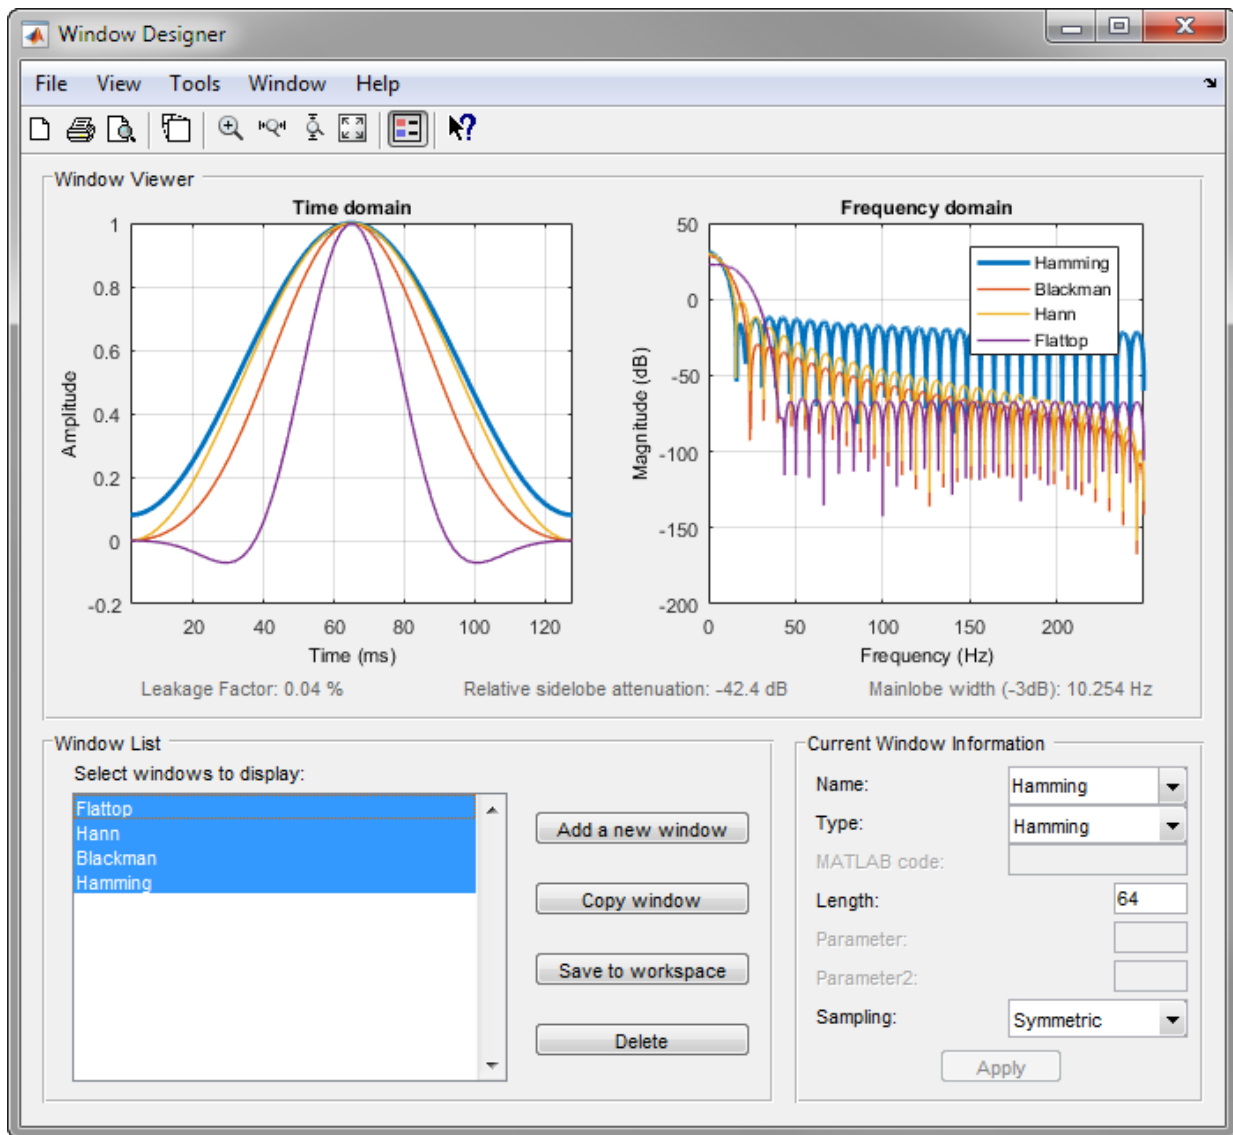 Window Designer
File View Tools Window Help
Window Viewer
Time domain
1
0.8
0.6
0.4
0.2
0
-0.2
Amplitude
20 40 60 80 100 120
Time (ms)
Frequency domain
50
0
-50
-100
-150
-200
Magnitude (dB)
Hamming
Blackman
Hann
Flattop
0 50 100 150 200
Frequency (Hz)
Leakage Factor: 0.04 %
Relative sidelobe attenuation: -42.4 dB
Mainlobe width (-3dB): 10.254 Hz
Window List
Select windows to display:
Flattop
Hann
Blackman
Hamming
Add a new window
Copy window
Save to workspace
Delete
Current Window Information
Name: Hamming
Type: Hamming
MATLAB code:
Length: 64
Parameter:
Parameter2:
Sampling: Symmetric
Apply